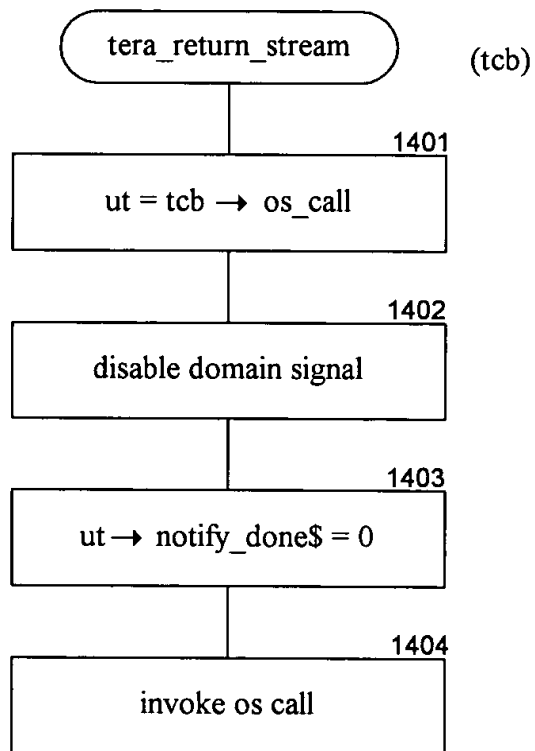 tera_return_stream
(tcb)
1401
ut = tcb → os_call
1402
disable domain signal
1403
ut → notify_done$ = 0
1404
invoke os call